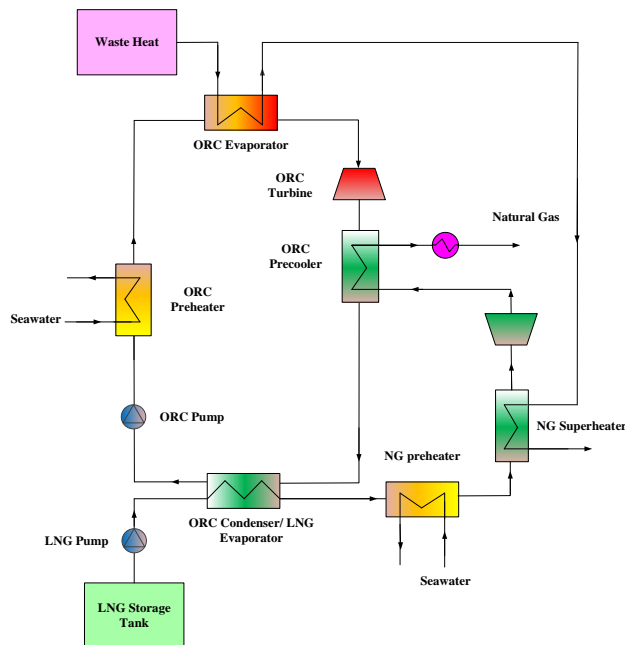 Waste Heat
ORC Evaporator
ORC
Turbine
Natural Gas
ORC
Precooler
ORC
Preheater
Seawater
ORC Pump
NG Superheater
NG preheater
ORC Condenser/ LNG
Evaporator
LNG Pump
Seawater
LNG Storage
Tank